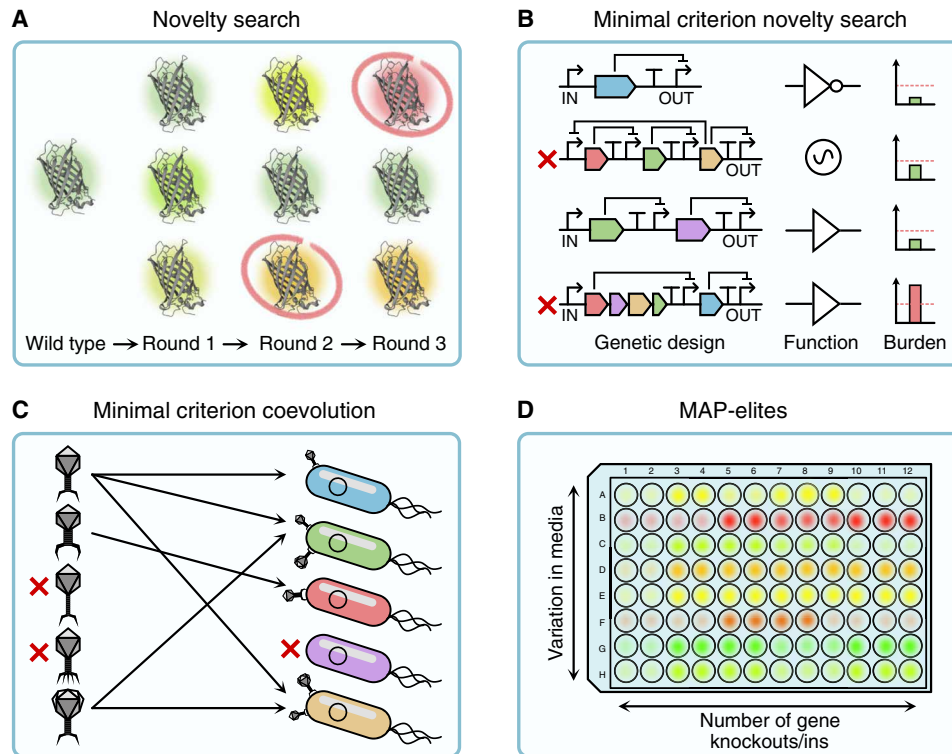 A Novelty search
Wild type → Round 1 → Round 2 → Round 3
B Minimal criterion novelty search
IN OUT
OUT
IN OUT
IN OUT
Genetic design Function Burden
C Minimal criterion coevolution
D MAP-elites
1 2 3 4 5 6 7 8 9 10 11 12
A
B
C
D
E
F
G
H
Variation in media
Number of gene
knockouts/ins